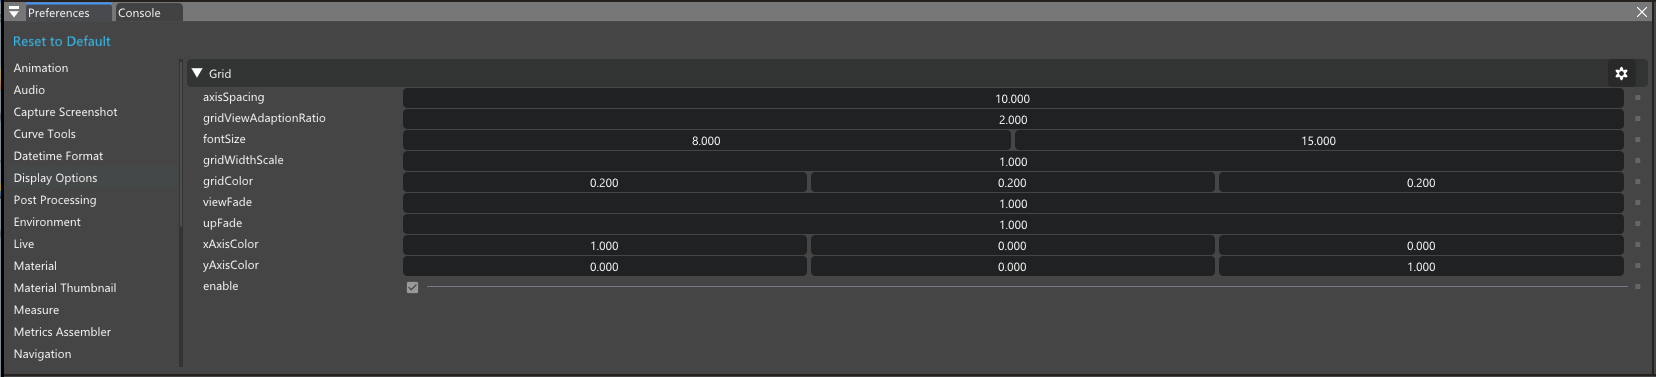 Preferences Console
Reset to Default
Animation
Audio
Capture Screenshot
Curve Tools
Datetime Format
Display Options
Post Processing
Environment
Live
Material
Material Thumbnail
Measure
Metrics Assembler
Navigation
Grid
axisSpacing 10.000
gridViewAdaptionRatio 2.000
fontSize 8.000 15.000
gridWidthScale 1.000
gridColor 0.200 0.200 0.200
viewFade 1.000
upFade 1.000
xAxisColor 1.000 0.000 0.000
yAxisColor 0.000 0.000 1.000
enable